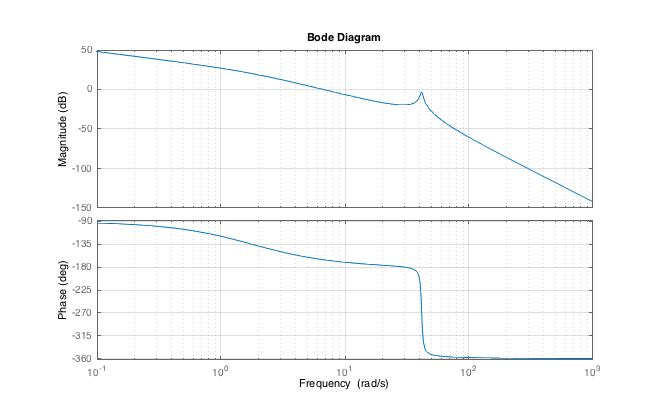 Bode Diagram
50
0
-50
-100
-150
Magnitude (dB)
-90
-135
-180
-225
-270
-315
-360
Phase (deg)
10^-1 10^0 10^1 10^2 10^3
Frequency (rad/s)